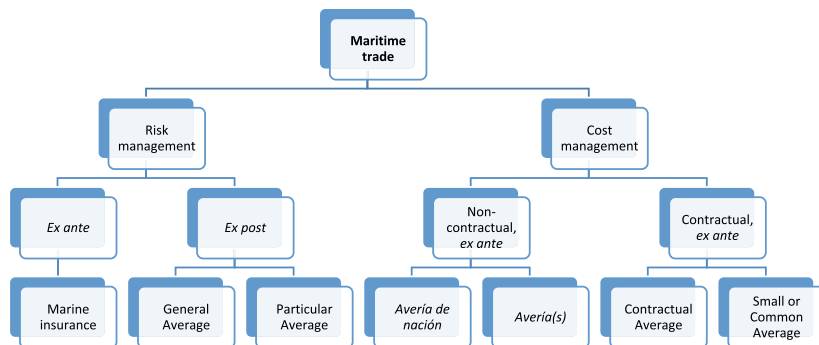 Maritime
trade
Risk
management
Cost
management
Ex ante
Ex post
Non-
contractual,
ex ante
Contractual,
ex ante
Marine
insurance
General
Average
Particular
Average
Avería de
nación
Avería(s)
Contractual
Average
Small or
Common
Average